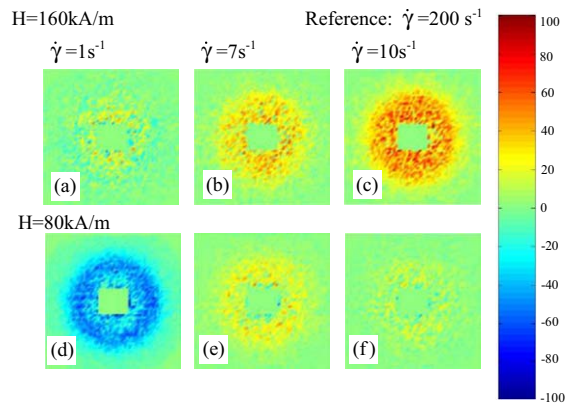 H=160kA/m
Reference: γ̇ =200 s⁻¹
γ̇ =1s⁻¹
γ̇ =7s⁻¹
γ̇ =10s⁻¹
(a)
(b)
(c)
H=80kA/m
(d)
(e)
(f)
100
80
60
40
20
0
-20
-40
-60
-80
-100